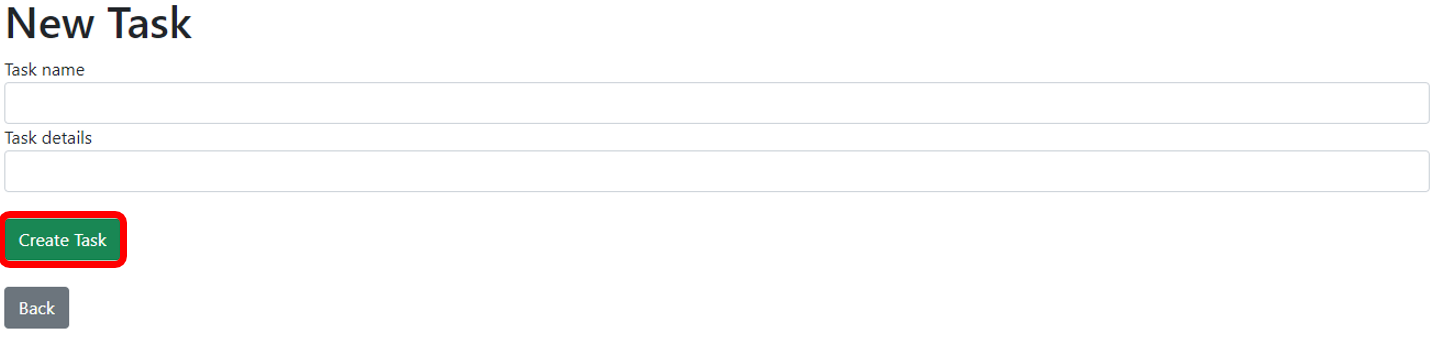 New Task
Task name
Task details
Create Task
Back